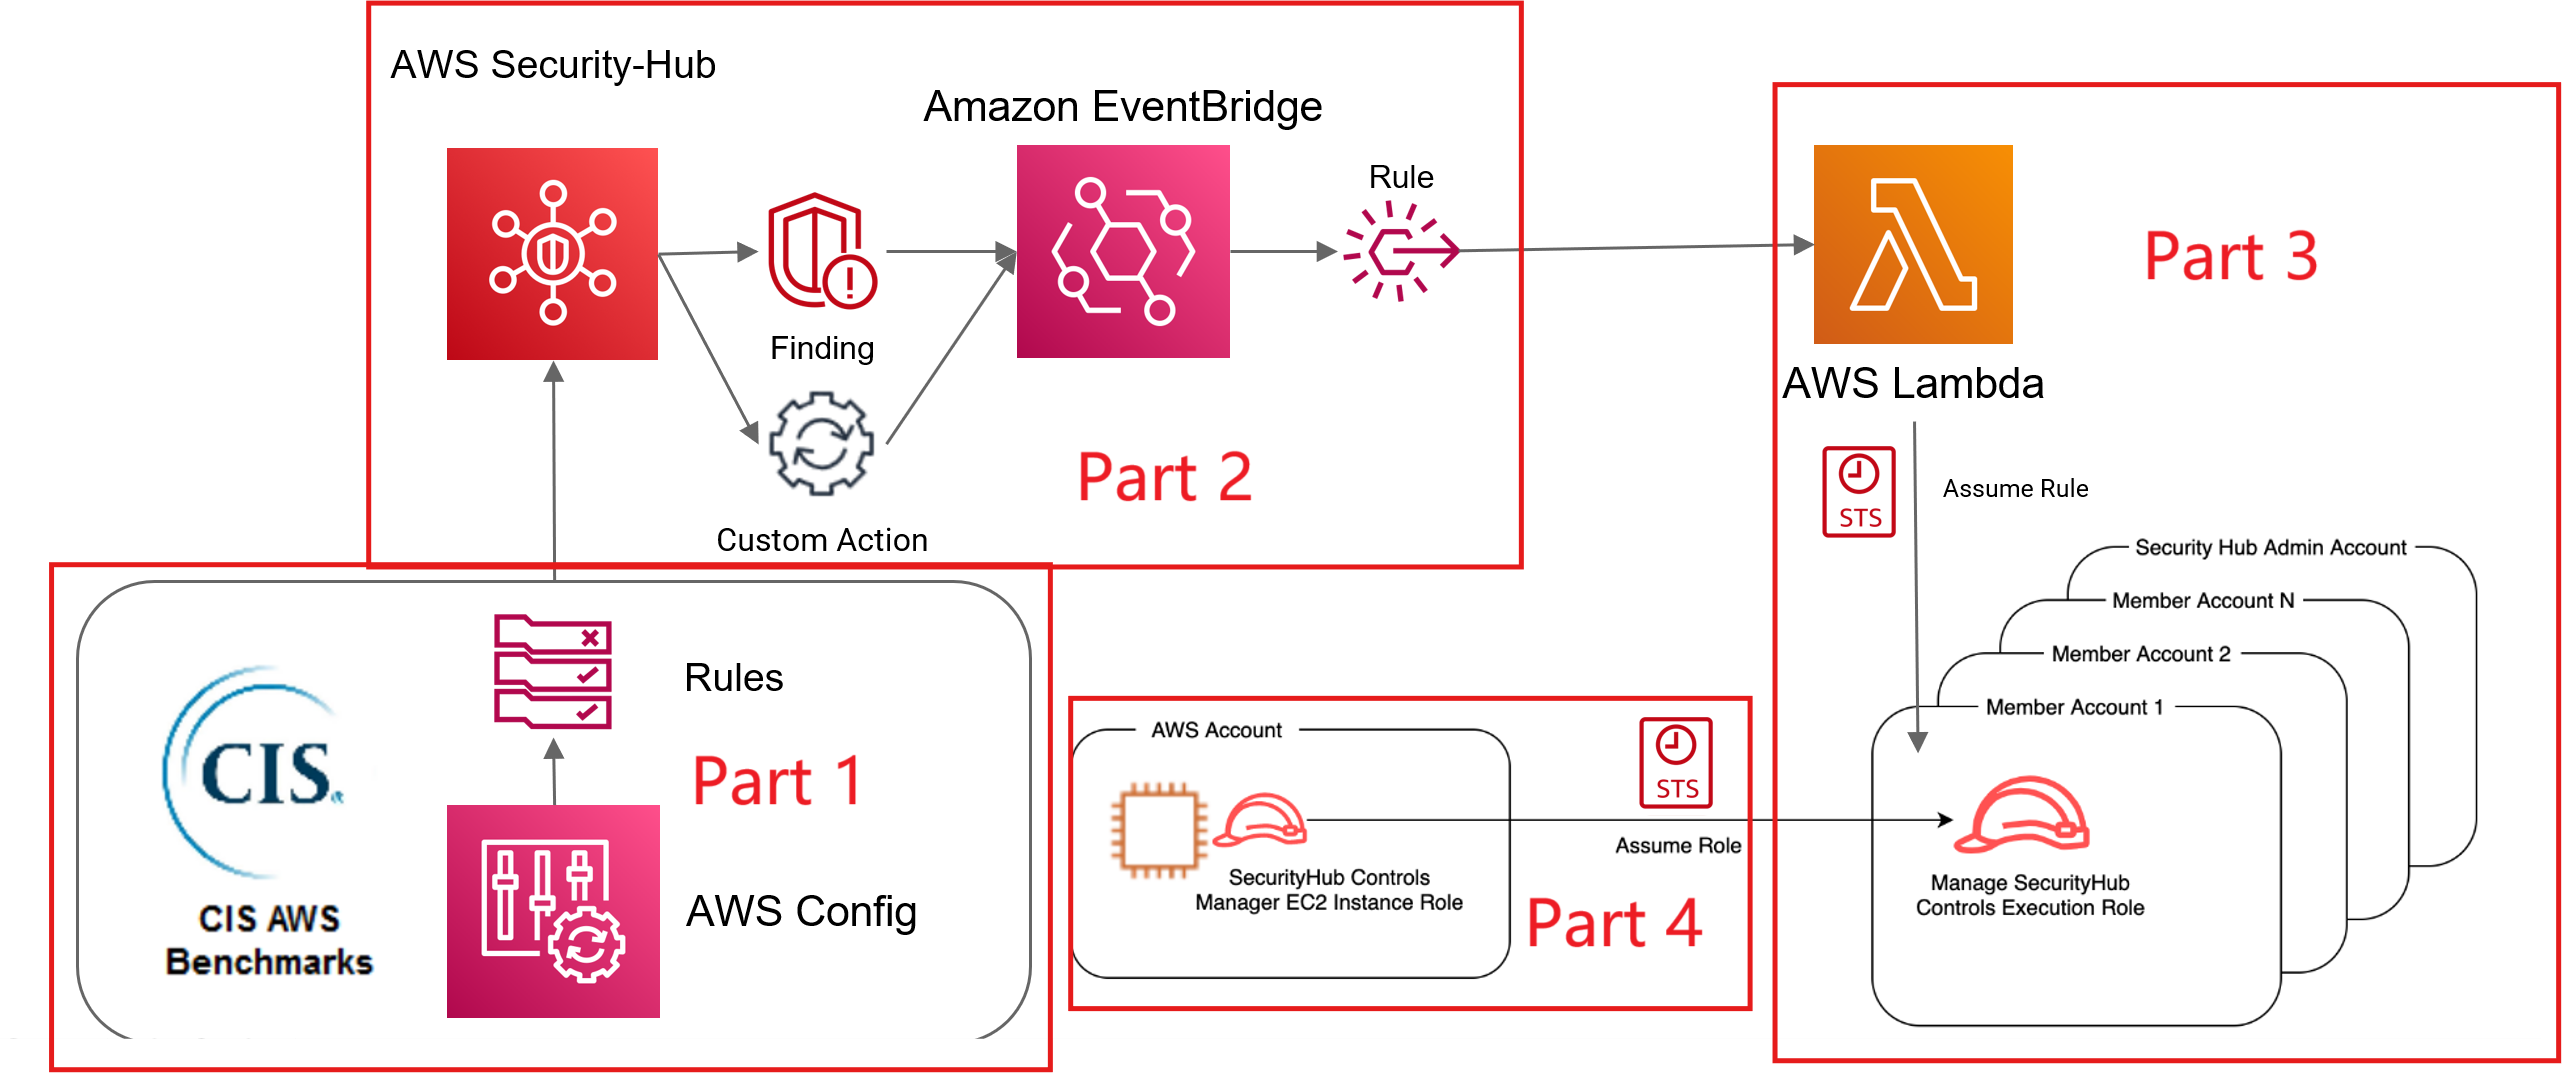 AWS Security-Hub
Amazon EventBridge
Rule
Finding
Custom Action
Part 2
AWS Lambda
Part 3
STS
Assume Rule
Security Hub Admin Account
Member Account N
Member Account 2
Member Account 1
Manage SecurityHub
Controls Execution Role
CIS
CIS AWS
Benchmarks
Rules
Part 1
AWS Config
AWS Account
STS
Assume Role
SecurityHub Controls
Manager EC2 Instance Role
Part 4